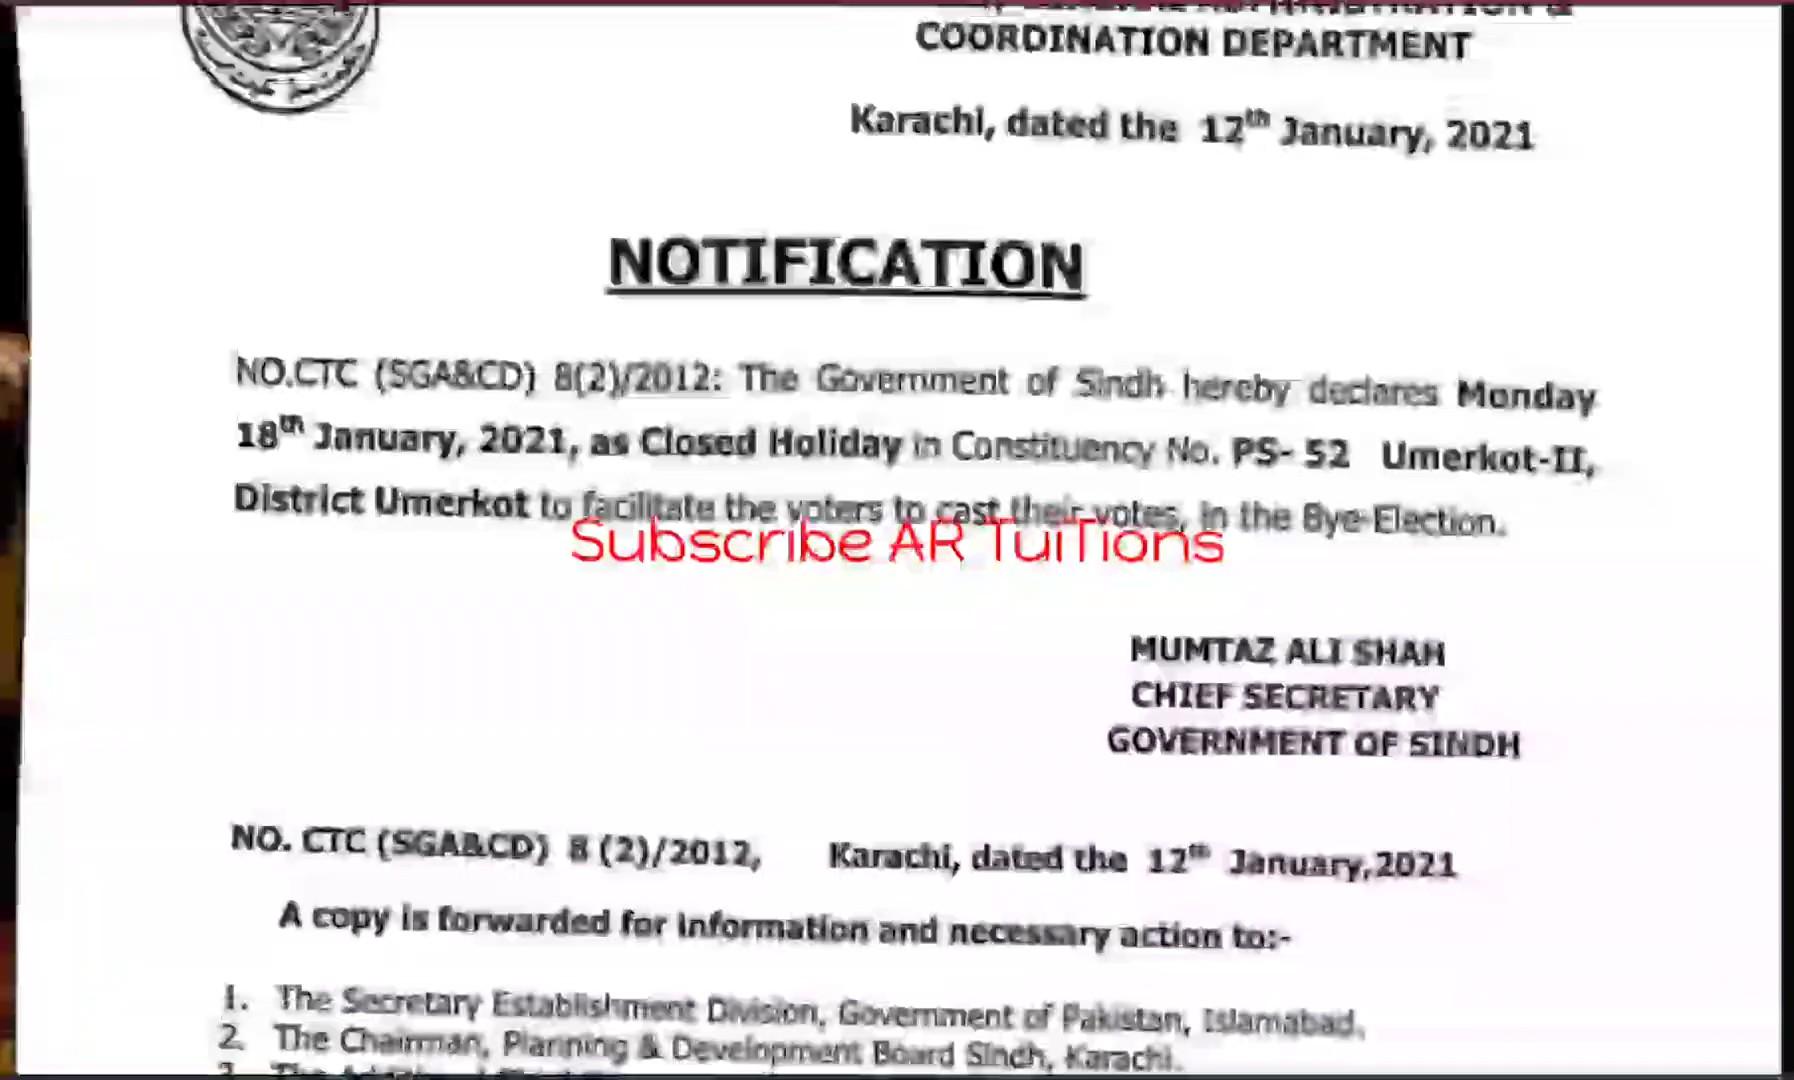 COORDINATION DEPARTMENT
Karachi, dated the 12th January, 2021
NOTIFICATION
NO.CTC (SGA&CD) 8(2)/2012: The Government of Sindh hereby declares Monday
18th January, 2021, as Closed Holiday in Constituency No. PS- 52 Umerkot-II,
District Umerkot to facilitate the voters to cast their votes, in the Bye-Election.
Subscribe AR TuiTions
MUMTAZ ALI SHAH
CHIEF SECRETARY
GOVERNMENT OF SINDH
NO. CTC (SGA&CD) 8 (2)/2012, Karachi, dated the 12th January,2021
A copy is forwarded for information and necessary action to:-
1. The Secretary Establishment Division, Government of Pakistan, Islamabad.
2. The Chairman, Planning & Development Board Sindh, Karachi.